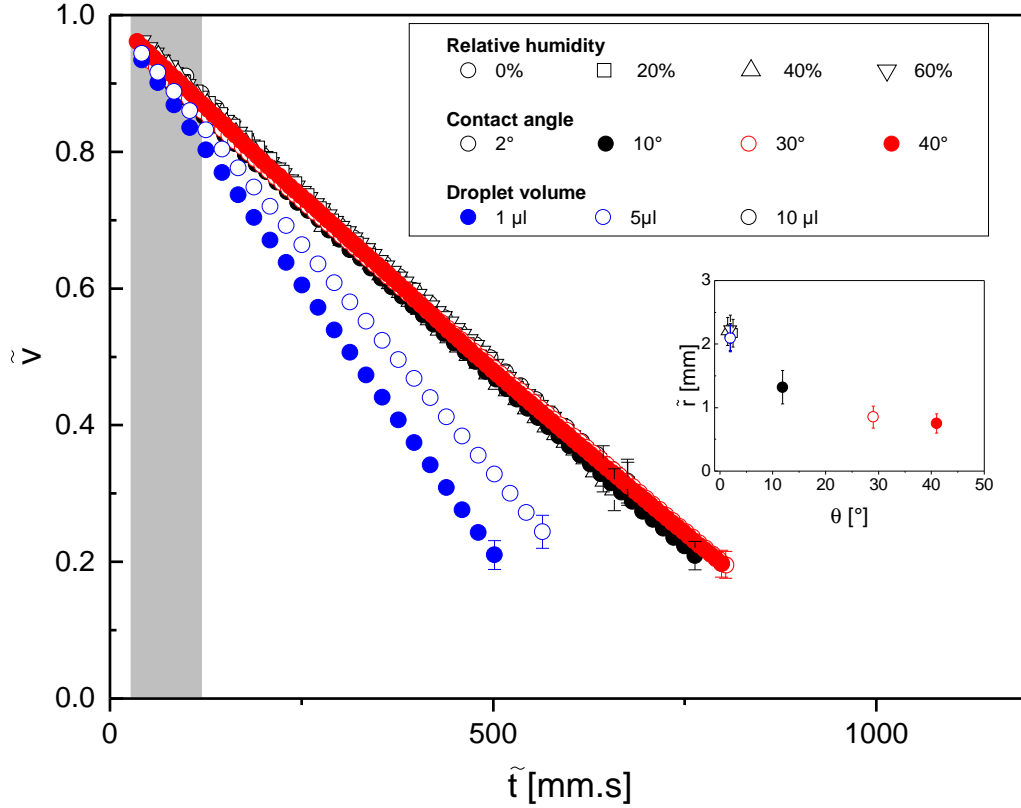 1.0
0.8
0.6
0.4
0.2
0.0
ṽ
0
500
1000
t̃ [mm.s]
Relative humidity
0% 20% 40% 60%
Contact angle
2° 10° 30° 40°
Droplet volume
1 µl 5µl 10 µl
3
2
1
0
r̃ [mm]
0 10 20 30 40 50
θ [°]